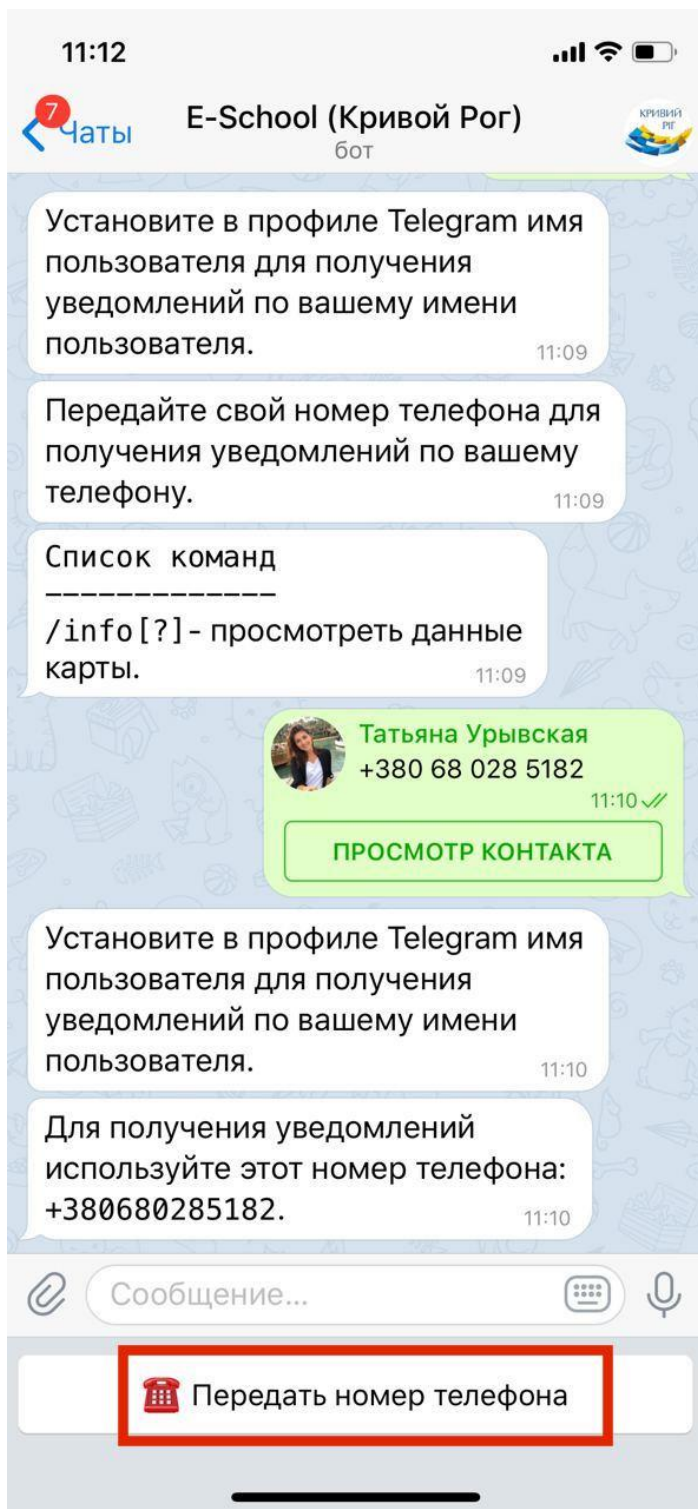 11:12
7
Чаты
E-School (Кривой Рог)
бот
КРИВИЙ
РІГ
Установите в профиле Telegram имя
пользователя для получения
уведомлений по вашему имени
пользователя.
11:09
Передайте свой номер телефона для
получения уведомлений по вашему
телефону.
11:09
Список команд
-------------
/info[?]- просмотреть данные
карты.
11:09
Татьяна Урывская
+380 68 028 5182
11:10
ПРОСМОТР КОНТАКТА
Установите в профиле Telegram имя
пользователя для получения
уведомлений по вашему имени
пользователя.
11:10
Для получения уведомлений
используйте этот номер телефона:
+380680285182.
11:10
Сообщение...
Передать номер телефона